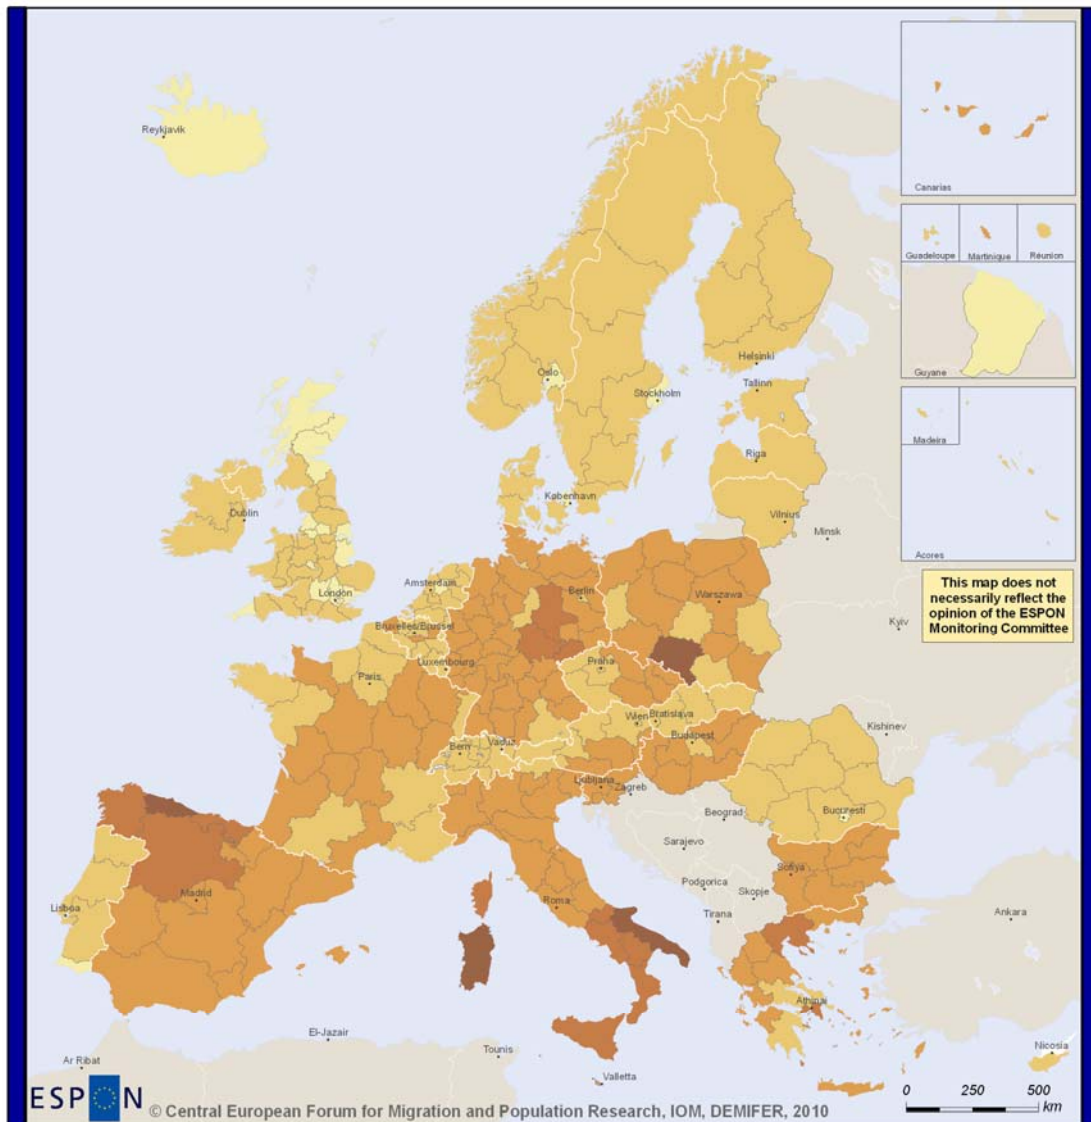 Reykjavik
Canarias
Guadeloupe
Martinique
Réunion
Guyane
Madeira
Acores
This map does not
necessarily reflect the
opinion of the ESPON
Monitoring Committee
Oslo
Stockholm
Helsinki
Tallinn
Riga
Vilnius
Minsk
København
Dublin
London
Amsterdam
Berlin
Warszawa
Kyiv
Bruxelles/Brussel
Luxembourg
Paris
Praha
Wien
Bratislava
Budapest
Kishinev
Bern
Vaduz
Ljubljana
Zagreb
Beograd
Bucuresti
Sarajevo
Sofiya
Podgorica
Skopje
Tirana
Roma
Madrid
Lisboa
Ankara
Athinai
El-Jazair
Tounis
Ar Ribat
Valletta
Nicosia
0 250 500
km
ESPON
© Central European Forum for Migration and Population Research, IOM, DEMIFER, 2010